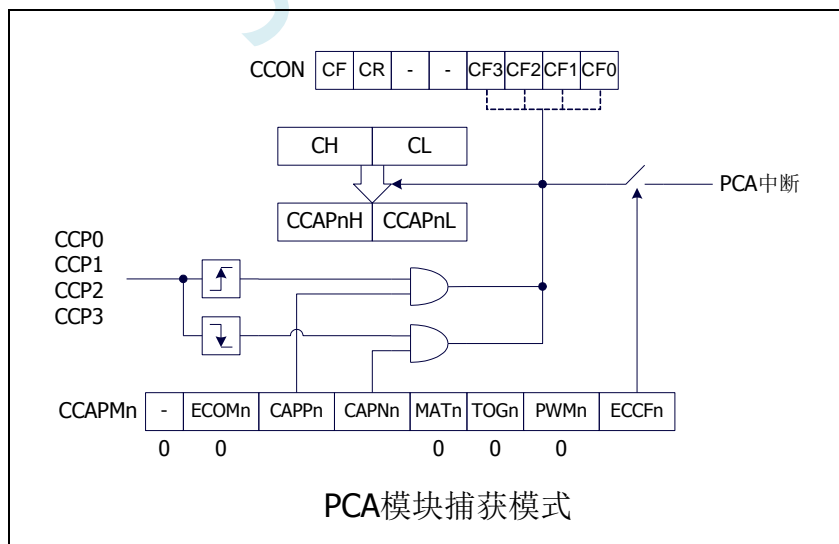 CCON CF CR - - CF3 CF2 CF1 CF0
CH CL
PCA中断
CCAPnH CCAPnL
CCP0
CCP1
CCP2
CCP3
CCAPMn - ECOMn CAPPn CAPNn MATn TOGn PWMn ECCFn
0 0 0 0 0
PCA模块捕获模式